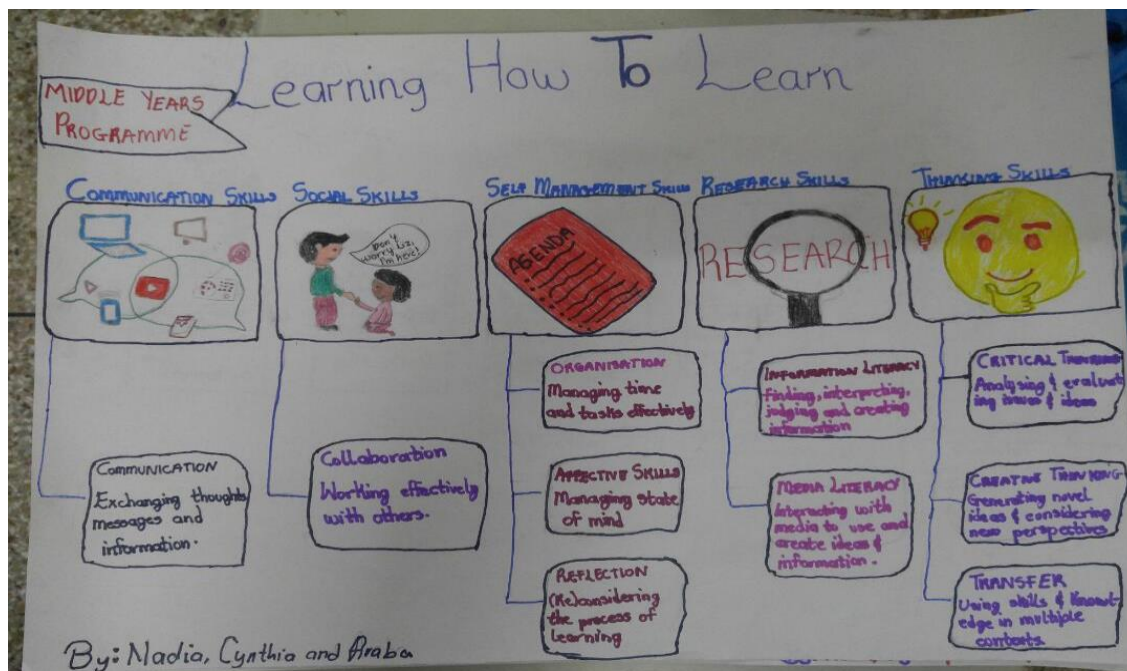 Learning How To Learn
MIDDLE YEARS
PROGRAMME
COMMUNICATION SKILLS
COMMUNICATION
Exchanging thoughts
messages and
information.
SOCIAL SKILLS
Don't
worry Liz,
I'm here!
Collaboration
Working effectively
with others.
SELF MANAGEMENT SKILLS
AGENDA
ORGANISATION
Managing time
and tasks effectively
AFFECTIVE SKILLS
Managing state
of mind
REFLECTION
(Re)considering
the process of
learning
RESEARCH SKILLS
RESEARCH
INFORMATION LITERACY
Finding, interpreting,
judging and creating
information
MEDIA LITERACY
Interacting with
media to use and
create ideas &
information.
THINKING SKILLS
CRITICAL THINKING
Analysing & evaluat-
ing issues & ideas
CREATIVE THINKING-
Generating novel
ideas & considering
new perspectives
TRANSFER
Using skills & Knowl-
edge in multiple
contexts.
By: Nadia, Cynthia and Araba